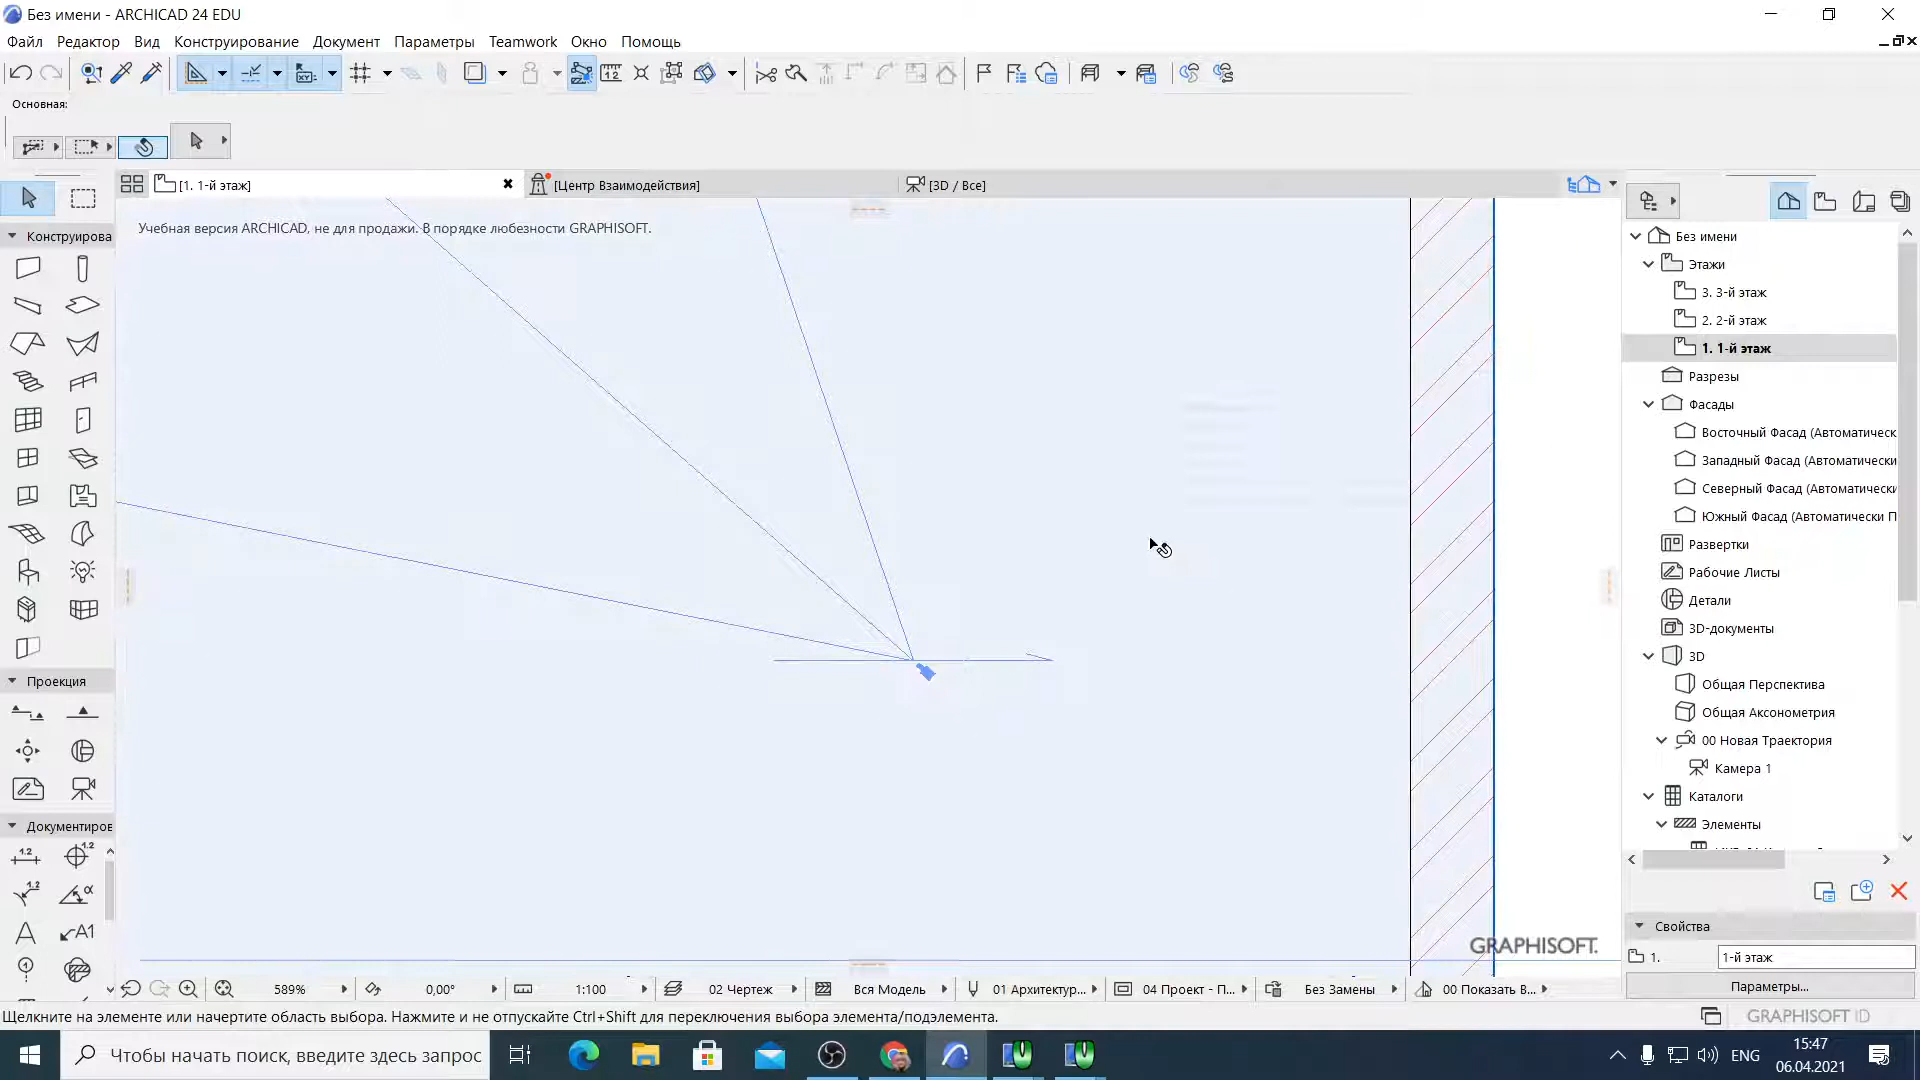 Без имени - ARCHICAD 24 EDU
Файл Редактор Вид Конструирование Документ Параметры Teamwork Окно Помощь
Основная:
[1. 1-й этаж]
[Центр Взаимодействия]
[3D / Все]
Учебная версия ARCHICAD, не для продажи. В порядке любезности GRAPHISOFT.
Конструирова
Проекция
Документиров
Без имени
Этажи
3. 3-й этаж
2. 2-й этаж
1. 1-й этаж
Разрезы
Фасады
Восточный Фасад (Автоматическ
Западный Фасад (Автоматически
Северный Фасад (Автоматически
Южный Фасад (Автоматически П
Развертки
Рабочие Листы
Детали
3D-документы
3D
Общая Перспектива
Общая Аксонометрия
00 Новая Траектория
Камера 1
Каталоги
Элементы
Свойства
1. 1-й этаж
Параметры...
GRAPHISOFT.
589% 0,00° 1:100 02 Чертеж Вся Модель 01 Архитектур... 04 Проект - П... Без Замены 00 Показать В...
Щелкните на элементе или начертите область выбора. Нажмите и не отпускайте Ctrl+Shift для переключения выбора элемента/подэлемента.
GRAPHISOFT ID
Чтобы начать поиск, введите здесь запрос
ENG
15:47
06.04.2021